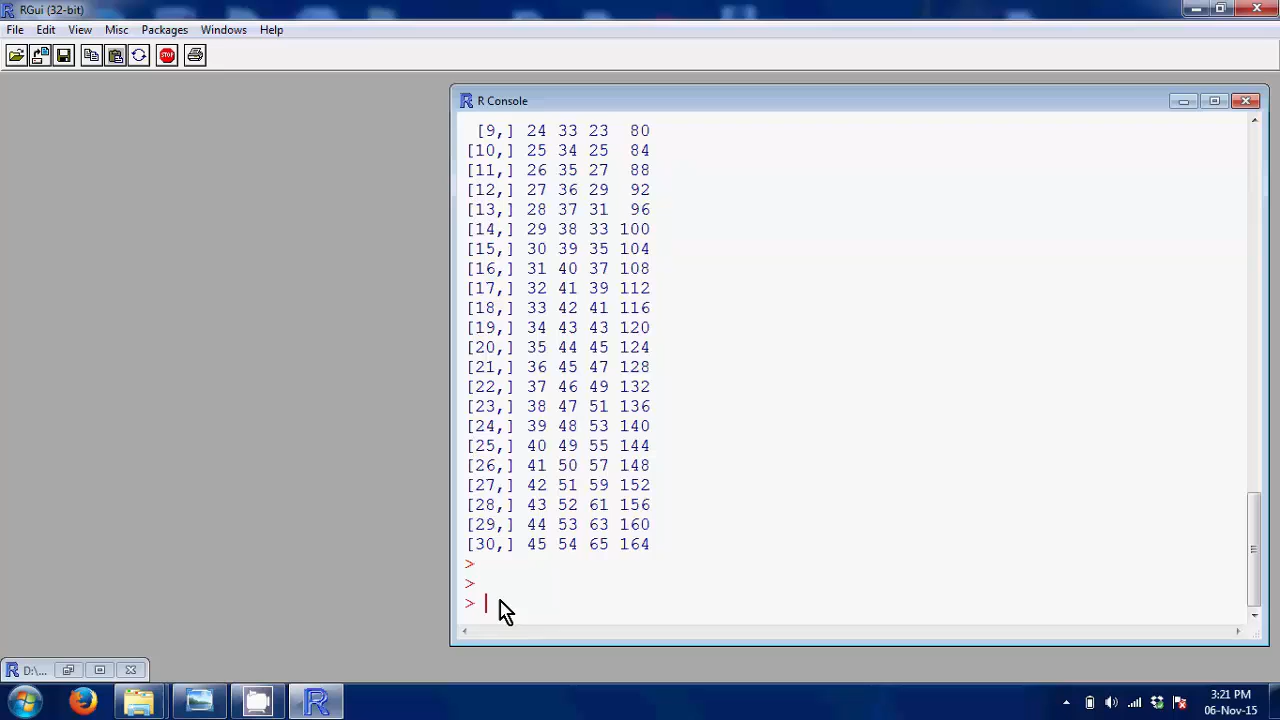 RGui (32-bit)
File Edit View Misc Packages Windows Help
STOP
R Console
[9,] 24 33 23 80
[10,] 25 34 25 84
[11,] 26 35 27 88
[12,] 27 36 29 92
[13,] 28 37 31 96
[14,] 29 38 33 100
[15,] 30 39 35 104
[16,] 31 40 37 108
[17,] 32 41 39 112
[18,] 33 42 41 116
[19,] 34 43 43 120
[20,] 35 44 45 124
[21,] 36 45 47 128
[22,] 37 46 49 132
[23,] 38 47 51 136
[24,] 39 48 53 140
[25,] 40 49 55 144
[26,] 41 50 57 148
[27,] 42 51 59 152
[28,] 43 52 61 156
[29,] 44 53 63 160
[30,] 45 54 65 164
>
>
>
D:\...
3:21 PM
06-Nov-15